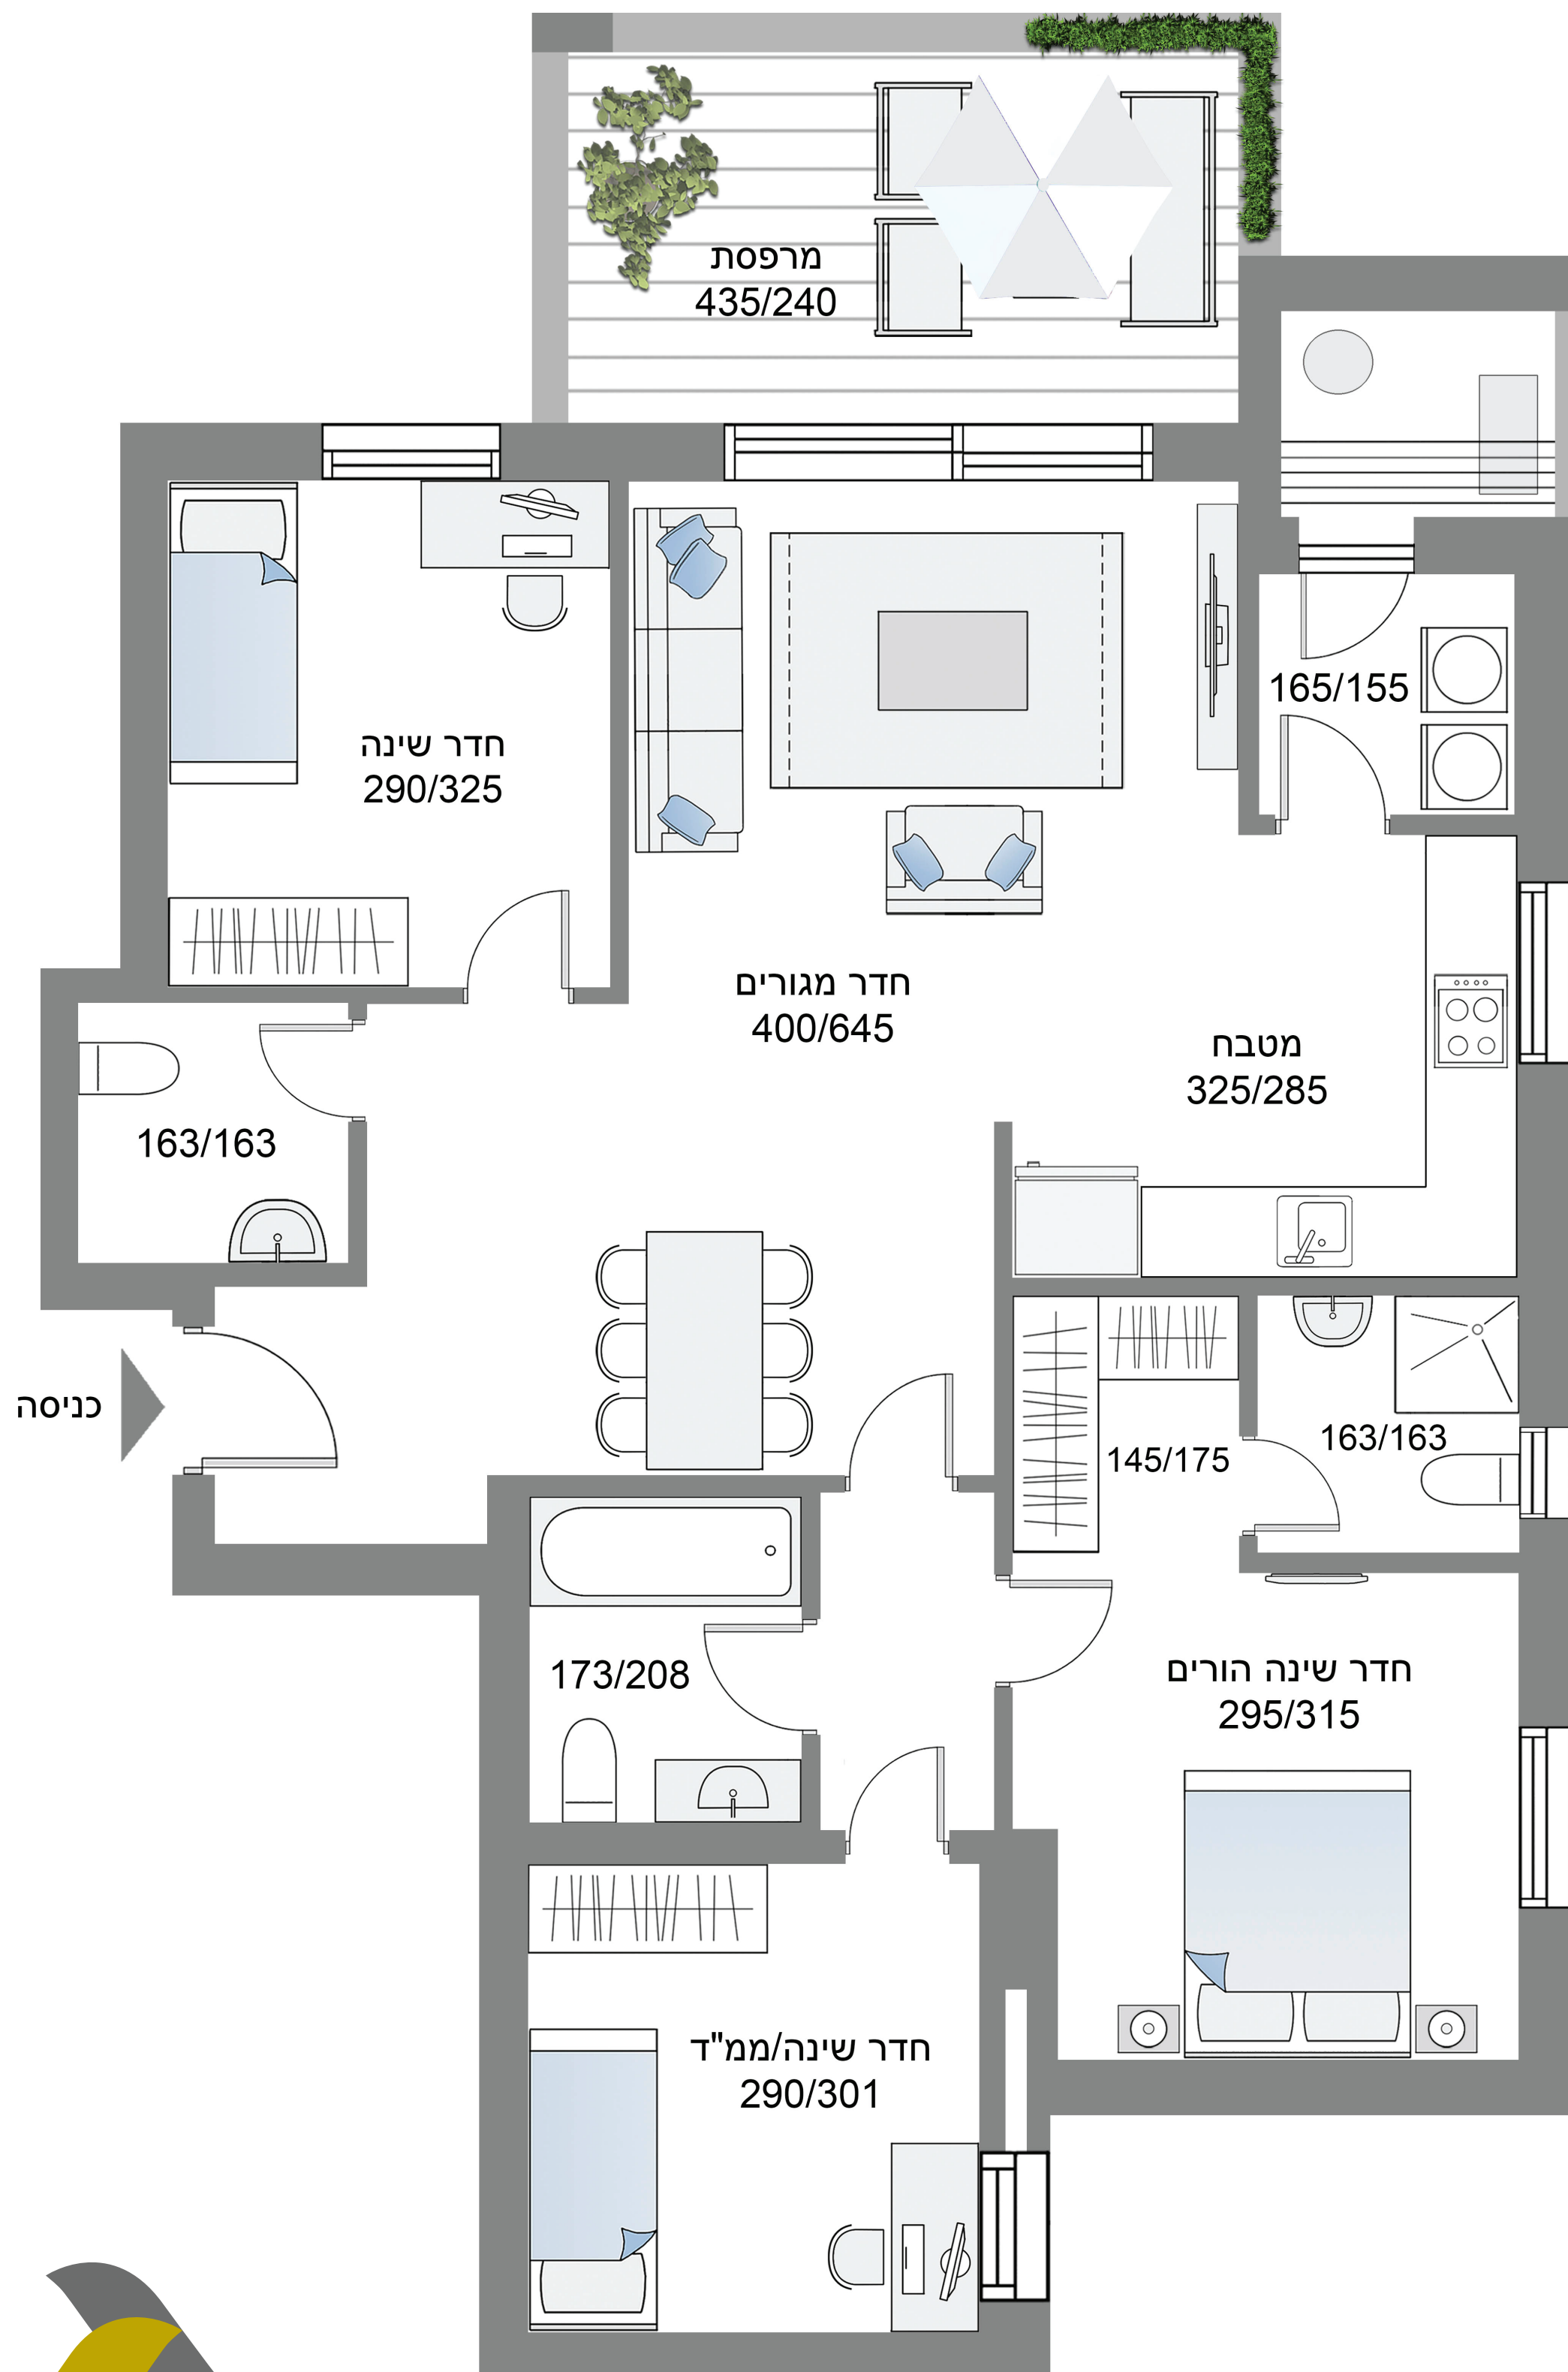 מרפסת
435/240
165/155
חדר שינה
290/325
חדר מגורים
400/645
מטבח
325/285
163/163
כניסה
163/163
145/175
חדר שינה הורים
295/315
173/208
חדר שינה/ממ"ד
290/301